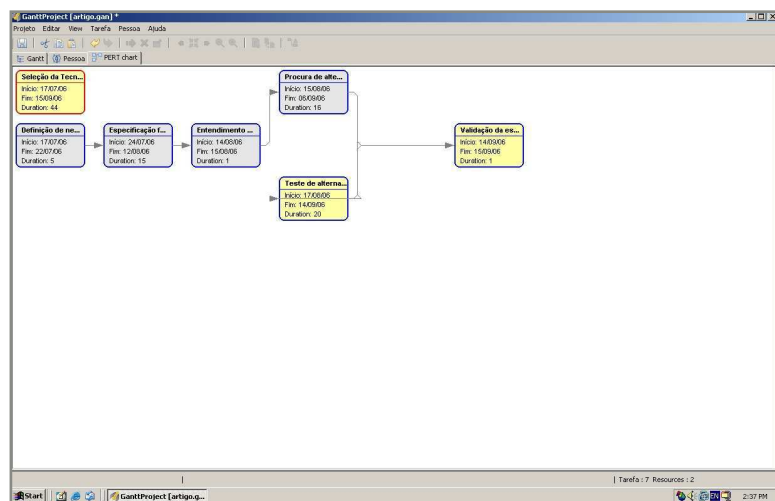 GanttProject [artigo.gan] *
Projeto Editar View Tarefa Pessoa Ajuda
Gantt Pessoa PERT chart
Seleção da Tecn...
Início: 17/07/06
Fim: 15/09/06
Duration: 44
Procura de alte...
Início: 15/08/06
Fim: 06/09/06
Duration: 16
Definição de ne...
Início: 17/07/06
Fim: 22/07/06
Duration: 5
Especificação f...
Início: 24/07/06
Fim: 12/08/06
Duration: 15
Entendimento ...
Início: 14/08/06
Fim: 15/08/06
Duration: 1
Validação da es...
Início: 14/09/06
Fim: 15/09/06
Duration: 1
Teste de alterna...
Início: 17/08/06
Fim: 14/09/06
Duration: 20
Tarefa : 7 Resources : 2
Start
GanttProject [artigo.g...
EN
2:37 PM